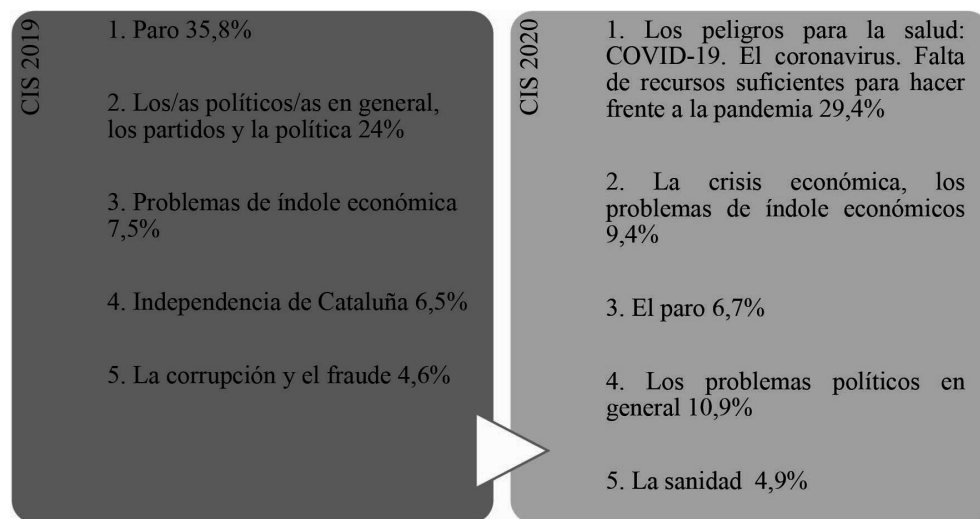 CIS 2019
1. Paro 35,8%
2. Los/as políticos/as en general,
los partidos y la política 24%
3. Problemas de índole económica
7,5%
4. Independencia de Cataluña 6,5%
5. La corrupción y el fraude 4,6%
CIS 2020
1. Los peligros para la salud:
COVID-19. El coronavirus. Falta
de recursos suficientes para hacer
frente a la pandemia 29,4%
2. La crisis económica, los
problemas de índole económicos
9,4%
3. El paro 6,7%
4. Los problemas políticos en
general 10,9%
5. La sanidad 4,9%